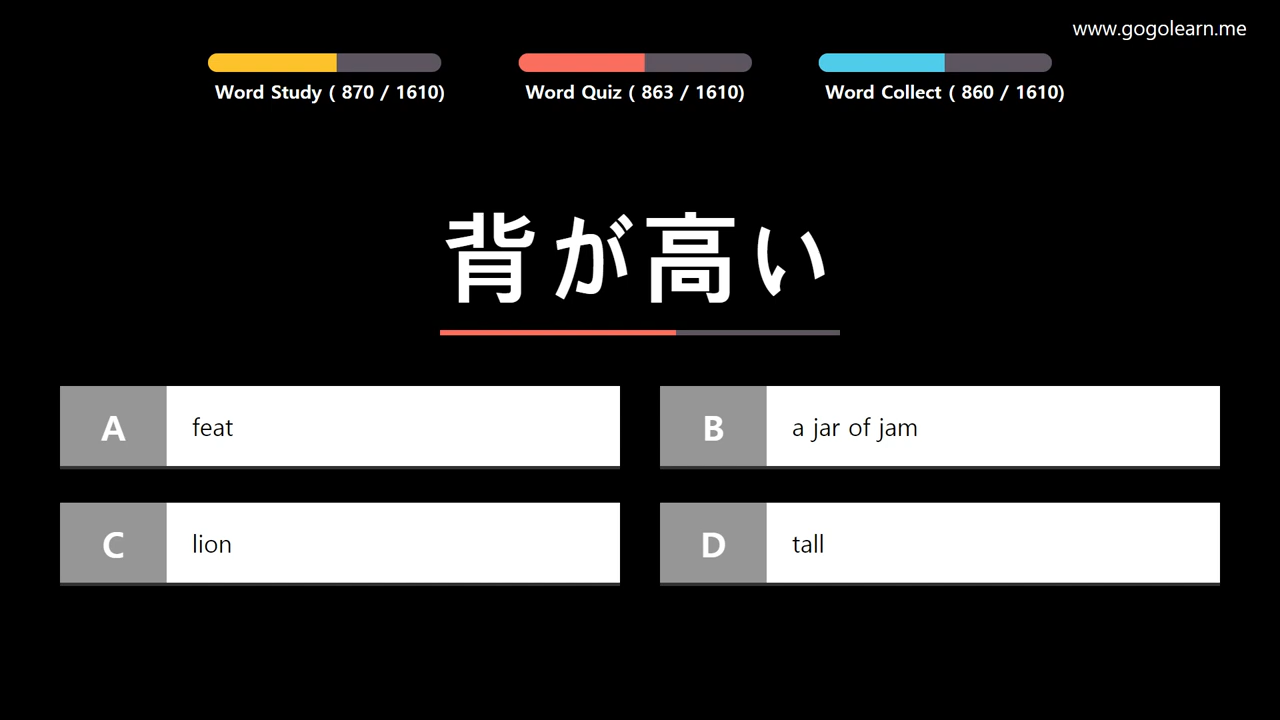 www.gogolearn.me
Word Study ( 870 / 1610)
Word Quiz ( 863 / 1610)
Word Collect ( 860 / 1610)
背が高い
A feat
B a jar of jam
C lion
D tall